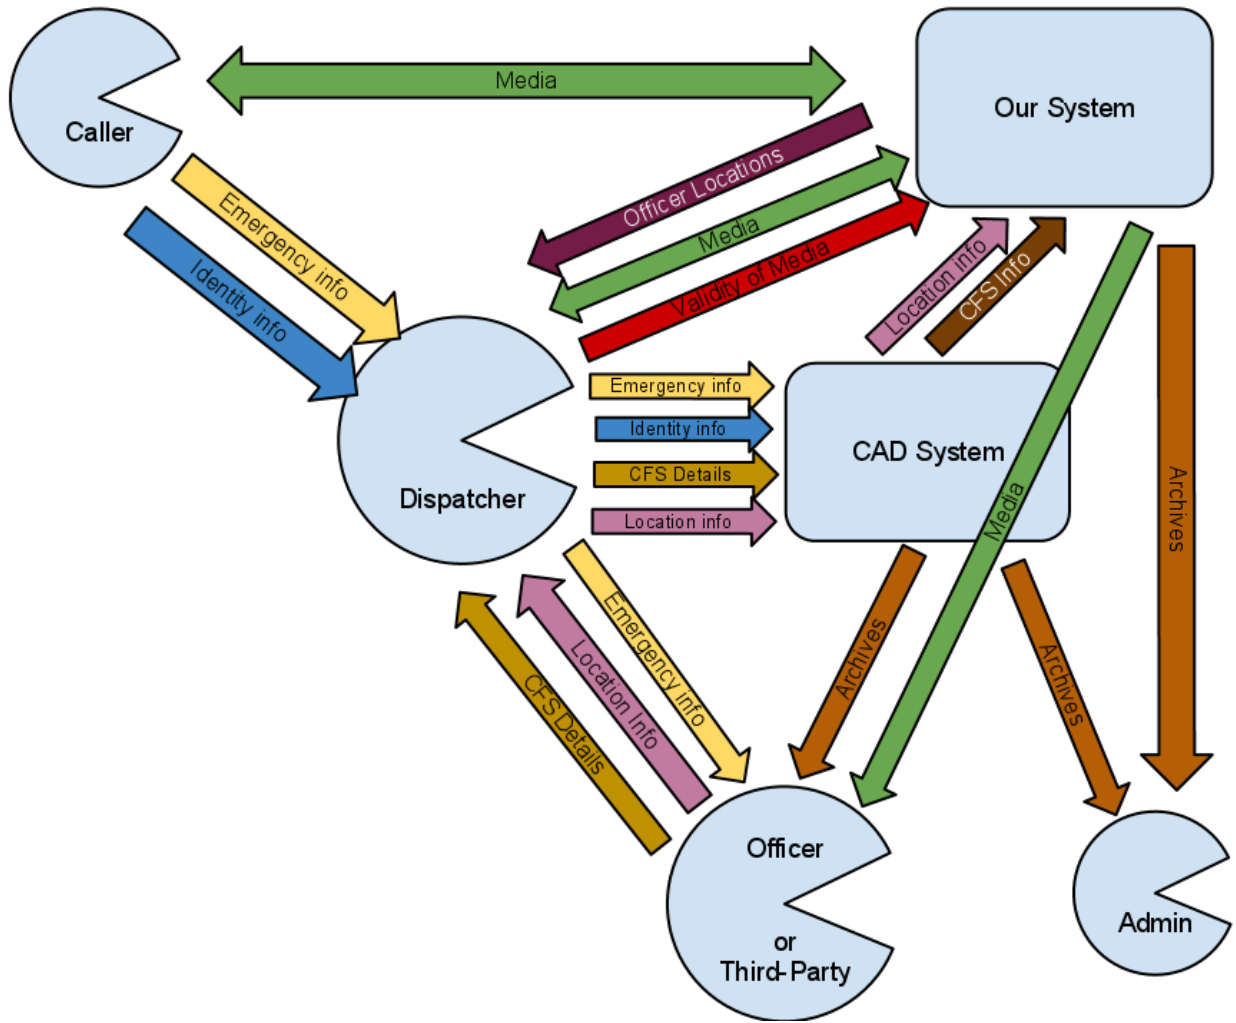 Caller
Media
Our System
Officer Locations
Media
Validity of Media
Emergency info
Identity info
Location info
CFS Info
Dispatcher
Emergency info
Identity info
CFS Details
Location info
CAD System
Media
Archives
Emergency info
Location Info
CFS Details
Archives
Archives
Officer
or
Third-Party
Admin